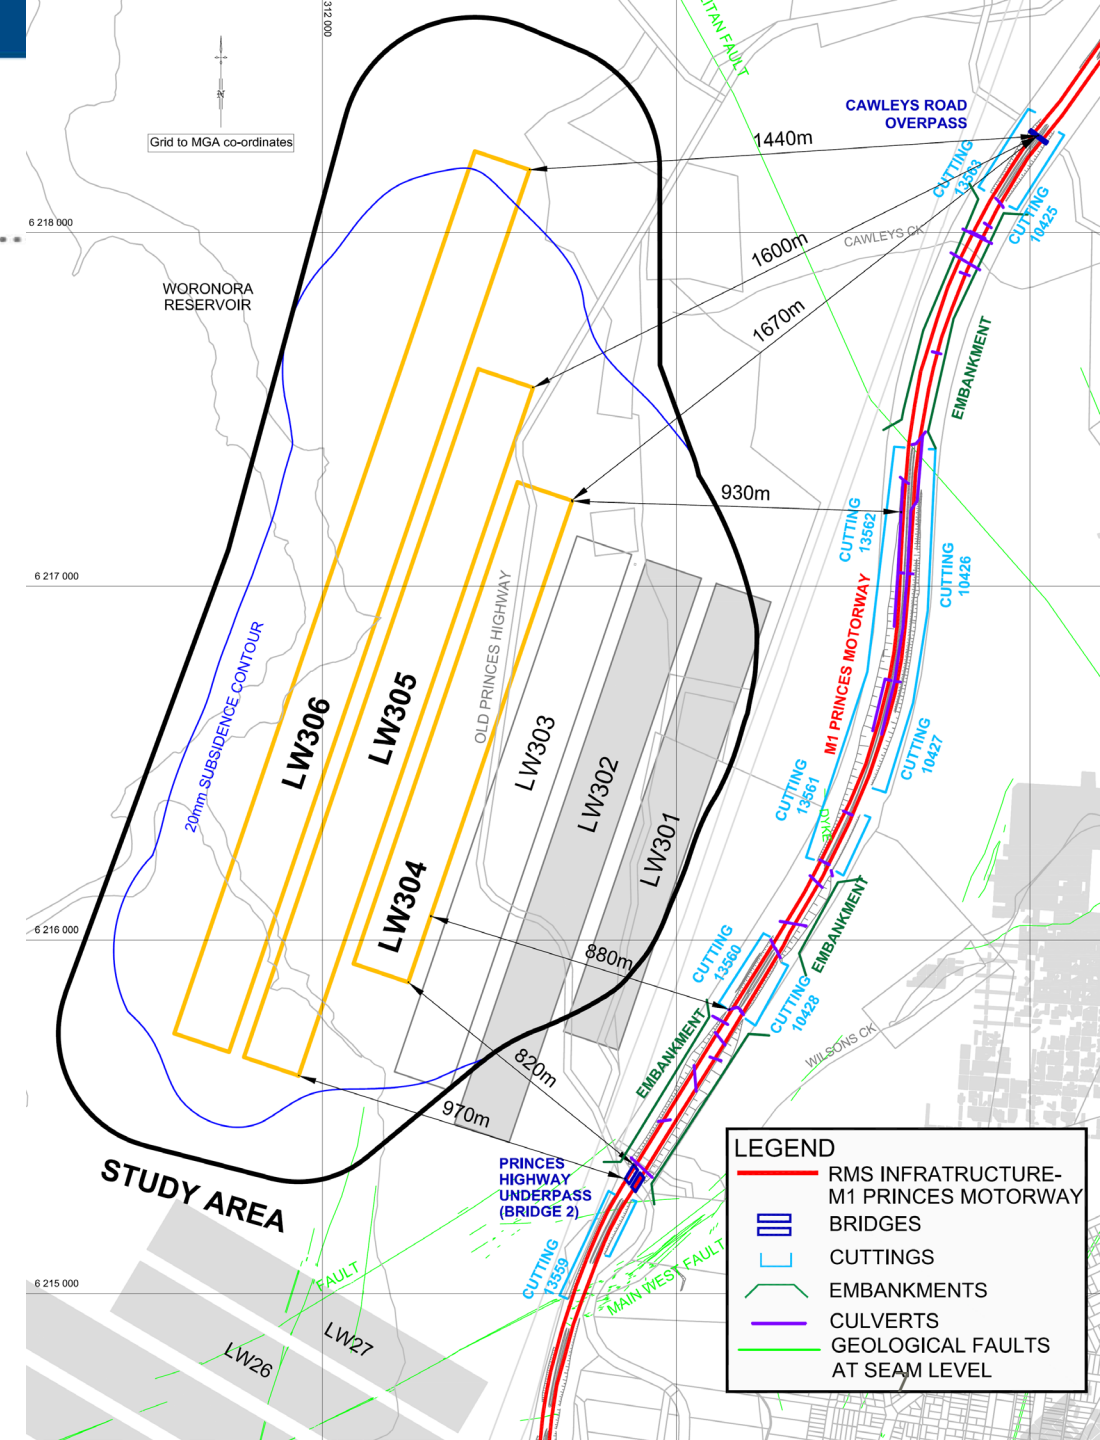 312 000
LITAN FAULT
CAWLEYS ROAD
OVERPASS
N
Grid to MGA co-ordinates
1440m
CUTTING
13563
CUTTING
10425
6 218 000
CAWLEYS CK
1600m
WORONORA
RESERVOIR
1670m
EMBANKMENT
930m
CUTTING
13562
CUTTING
10426
6 217 000
OLD PRINCES HIGHWAY
M1 PRINCES MOTORWAY
20mm SUBSIDENCE CONTOUR
LW306
LW305
LW303
LW302
LW301
CUTTING
10427
CUTTING
13561
DYKE
LW304
EMBANKMENT
6 216 000
880m
CUTTING
13560
CUTTING
10428
EMBANKMENT
WILSONS CK
820m
970m
PRINCES
HIGHWAY
UNDERPASS
(BRIDGE 2)
STUDY AREA
CUTTING
13559
MAIN WEST FAULT
FAULT
6 215 000
LW27
LW26
LEGEND
RMS INFRATRUCTURE-
M1 PRINCES MOTORWAY
BRIDGES
CUTTINGS
EMBANKMENTS
CULVERTS
GEOLOGICAL FAULTS
AT SEAM LEVEL
7